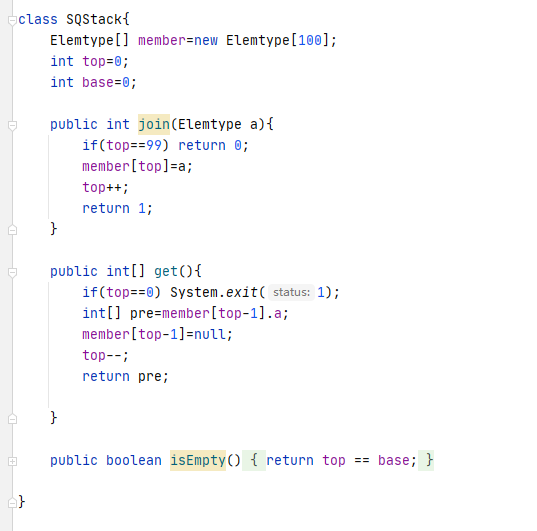 class SQStack{
    Elemtype[] member=new Elemtype[100];
    int top=0;
    int base=0;

    public int join(Elemtype a){
        if(top==99) return 0;
        member[top]=a;
        top++;
        return 1;
    }

    public int[] get(){
        if(top==0) System.exit( status: 1);
        int[] pre=member[top-1].a;
        member[top-1]=null;
        top--;
        return pre;

    }

    public boolean isEmpty() { return top == base; }

}